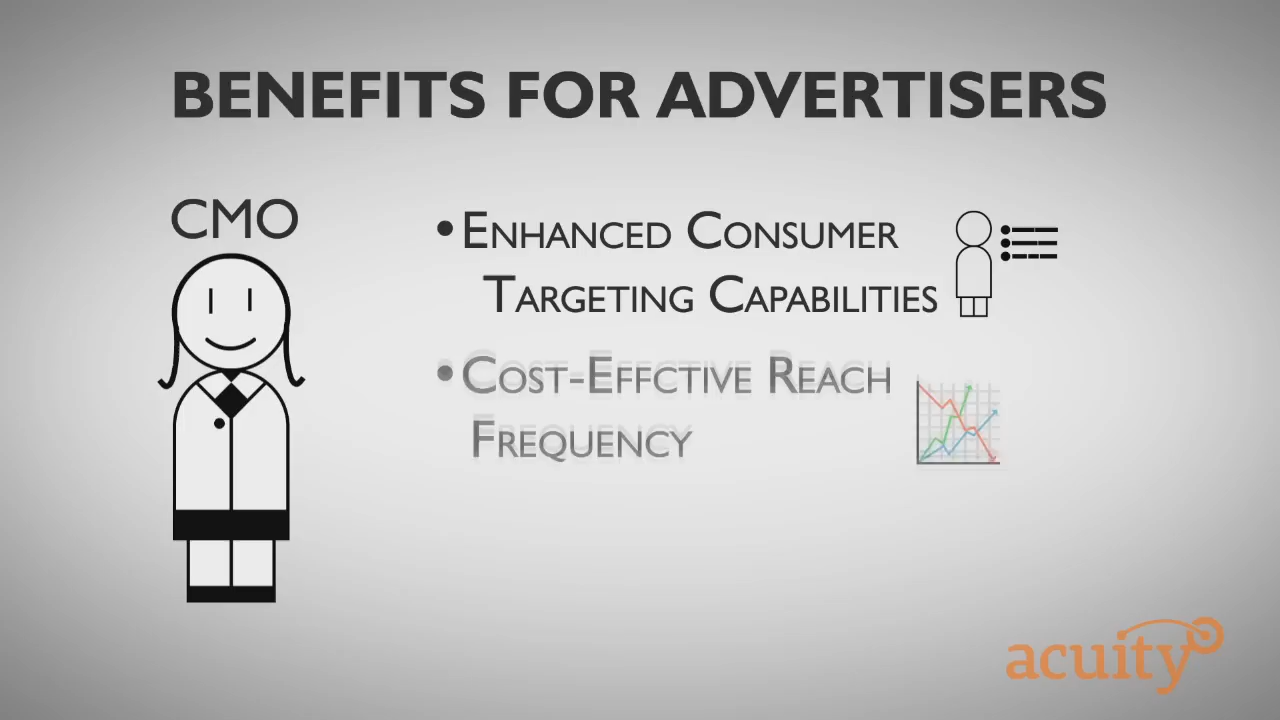 BENEFITS FOR ADVERTISERS
CMO
• ENHANCED CONSUMER
TARGETING CAPABILITIES
• COST-EFFCTIVE REACH
FREQUENCY
acuity